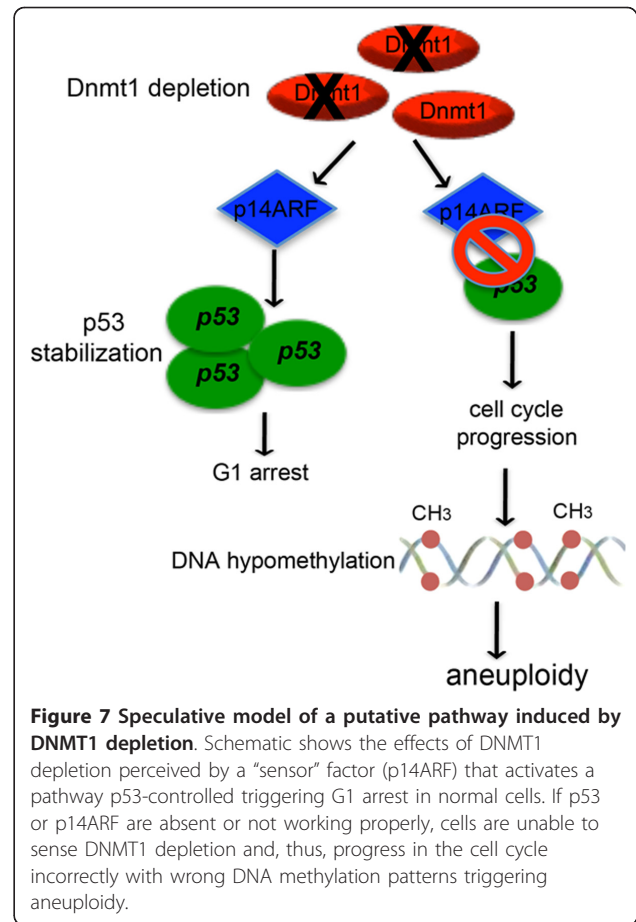 Dnmt1
Dnmt1
Dnmt1
Dnmt1 depletion
p14ARF
p14ARF
p53
p53
p53
p53
p53
stabilization
G1 arrest
cell cycle
progression
CH3 CH3
DNA hypomethylation
aneuploidy
Figure 7 Speculative model of a putative pathway induced by
DNMT1 depletion. Schematic shows the effects of DNMT1
depletion perceived by a “sensor” factor (p14ARF) that activates a
pathway p53-controlled triggering G1 arrest in normal cells. If p53
or p14ARF are absent or not working properly, cells are unable to
sense DNMT1 depletion and, thus, progress in the cell cycle
incorrectly with wrong DNA methylation patterns triggering
aneuploidy.